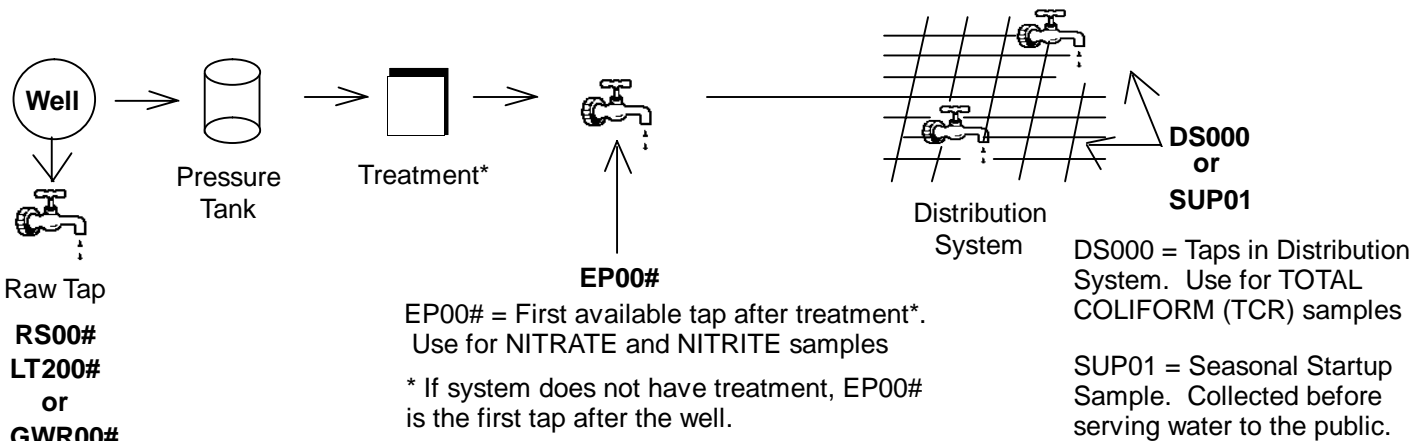 Well
Raw Tap
RS00#
LT200#
or
GWR00#
Pressure
Tank
Treatment*
EP00#
EP00# = First available tap after treatment*.
Use for NITRATE and NITRITE samples
* If system does not have treatment, EP00#
is the first tap after the well.
Distribution
System
DS000
or
SUP01
DS000 = Taps in Distribution
System. Use for TOTAL
COLIFORM (TCR) samples
SUP01 = Seasonal Startup
Sample. Collected before
serving water to the public.